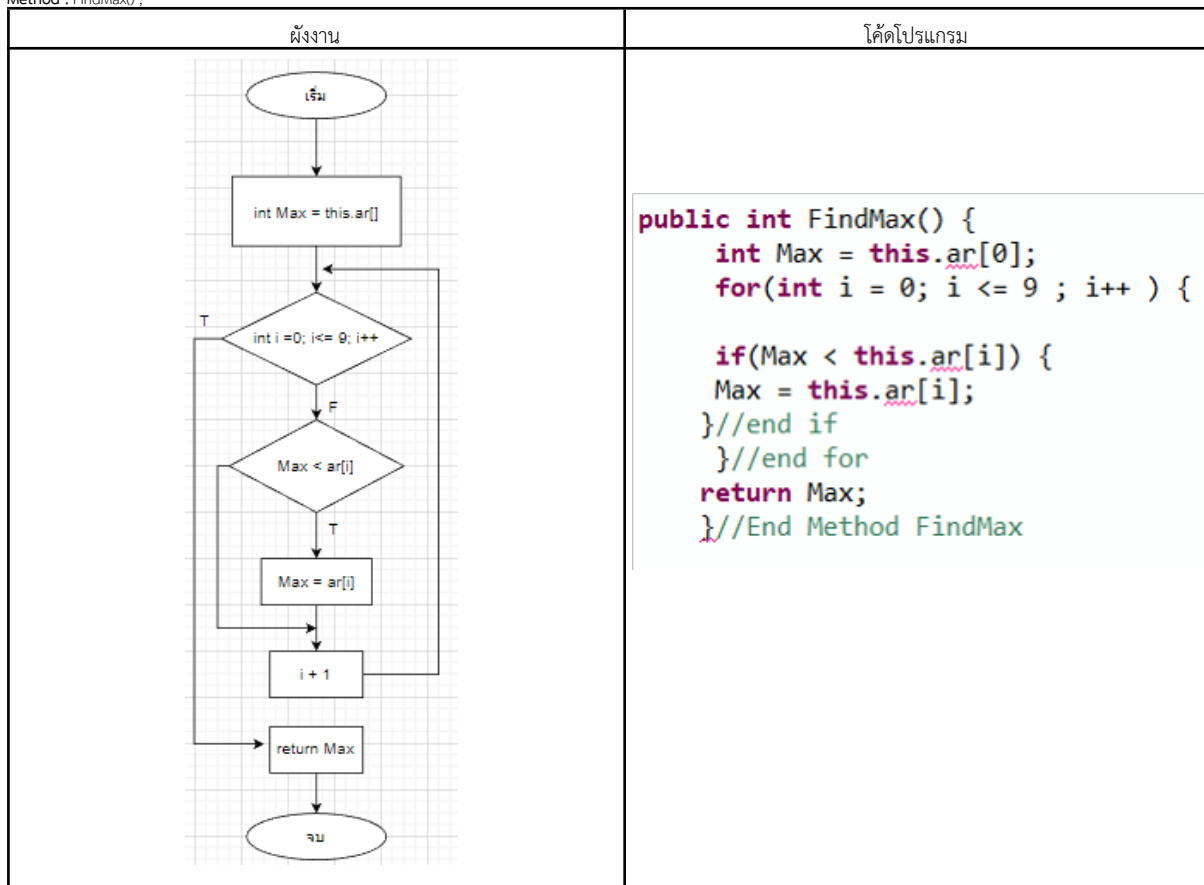 Method : FindMax() ;
ผังงาน
โค้ดโปรแกรม
เริ่ม
int Max = this.ar[]
T
int i =0; i<= 9; i++
F
Max < ar[i]
T
Max = ar[i]
i + 1
return Max
จบ
public int FindMax() {
int Max = this.ar[0];
for(int i = 0; i <= 9 ; i++ ) {
if(Max < this.ar[i]) {
Max = this.ar[i];
}//end if
}//end for
return Max;
}//End Method FindMax